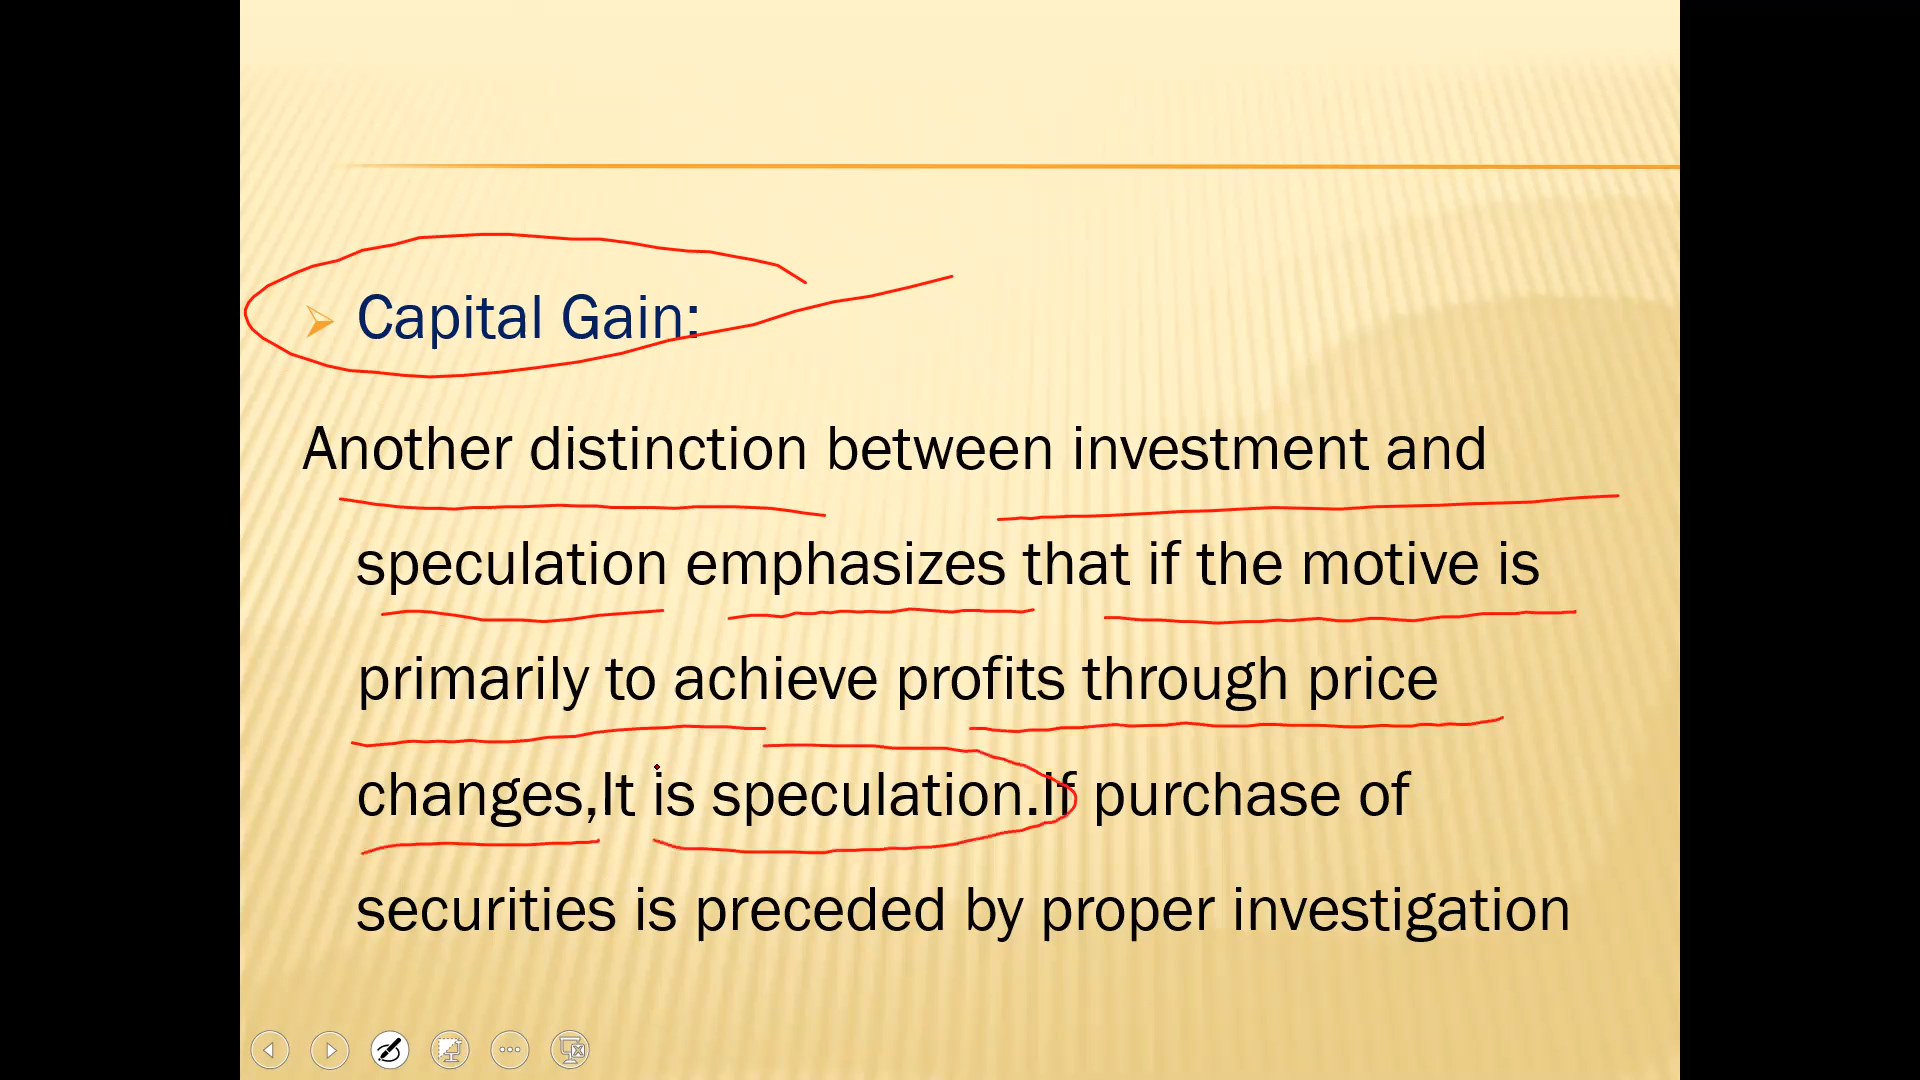 Capital Gain:
Another distinction between investment and
speculation emphasizes that if the motive is
primarily to achieve profits through price
changes,It is speculation.If purchase of
securities is preceded by proper investigation